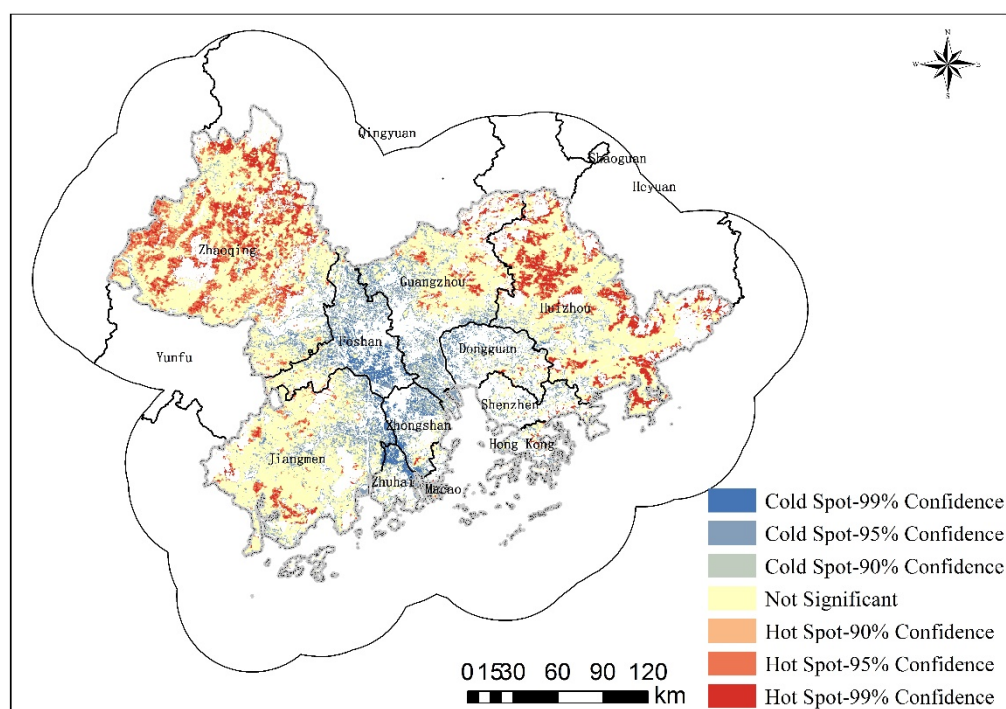 N
W E
S
Qingyuan
Shaoguan
Heyuan
Zhaoqing
Guangzhou
Huizhou
Foshan
Dongguan
Yunfu
Shenzhen
Zhongshan
Hong Kong
Jiangmen
Zhuhai
Macao
Cold Spot-99% Confidence
Cold Spot-95% Confidence
Cold Spot-90% Confidence
Not Significant
Hot Spot-90% Confidence
Hot Spot-95% Confidence
Hot Spot-99% Confidence
0 15 30 60 90 120
km